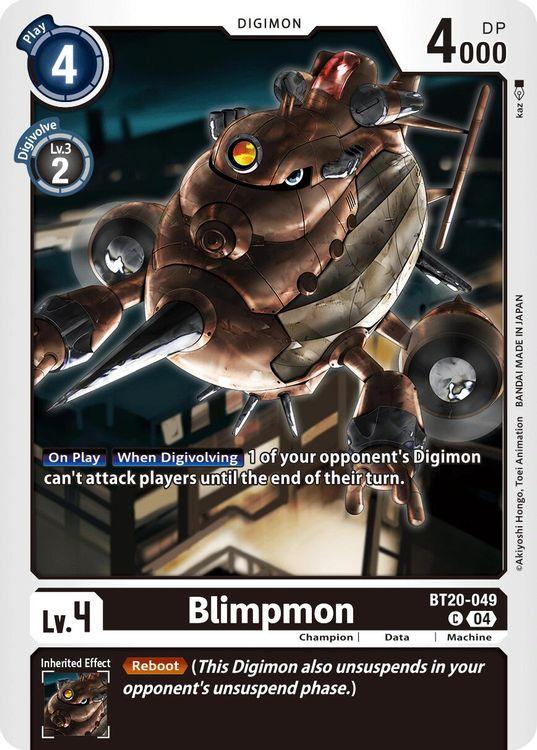 Play
DIGIMON
DP
4
4000
Digivolve
Lv.3
2
kaz
©Akiyoshi Hongo, Toei Animation BANDAI MADE IN JAPAN
On Play When Digivolving 1 of your opponent's Digimon
can't attack players until the end of their turn.
Lv.4
Blimpmon
BT20-049
C 04
Champion | Data | Machine
Inherited Effect
Reboot (This Digimon also unsuspends in your
opponent's unsuspend phase.)